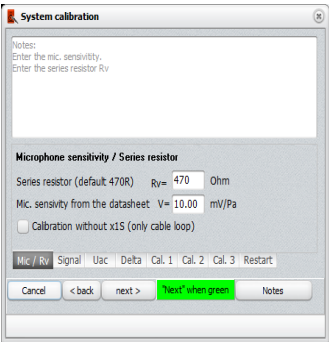 System calibration
Notes:
Enter the mic. sensivitity.
Enter the series resistor Rv
Microphone sensitivity / Series resistor
Series resistor (default 470R) Rv= 470 Ohm
Mic. sensivity from the datasheet V= 10.00 mV/Pa
Calibration without x1S (only cable loop)
Mic / Rv Signal Uac Delta Cal. 1 Cal. 2 Cal. 3 Restart
Cancel < back next > "Next" when green Notes